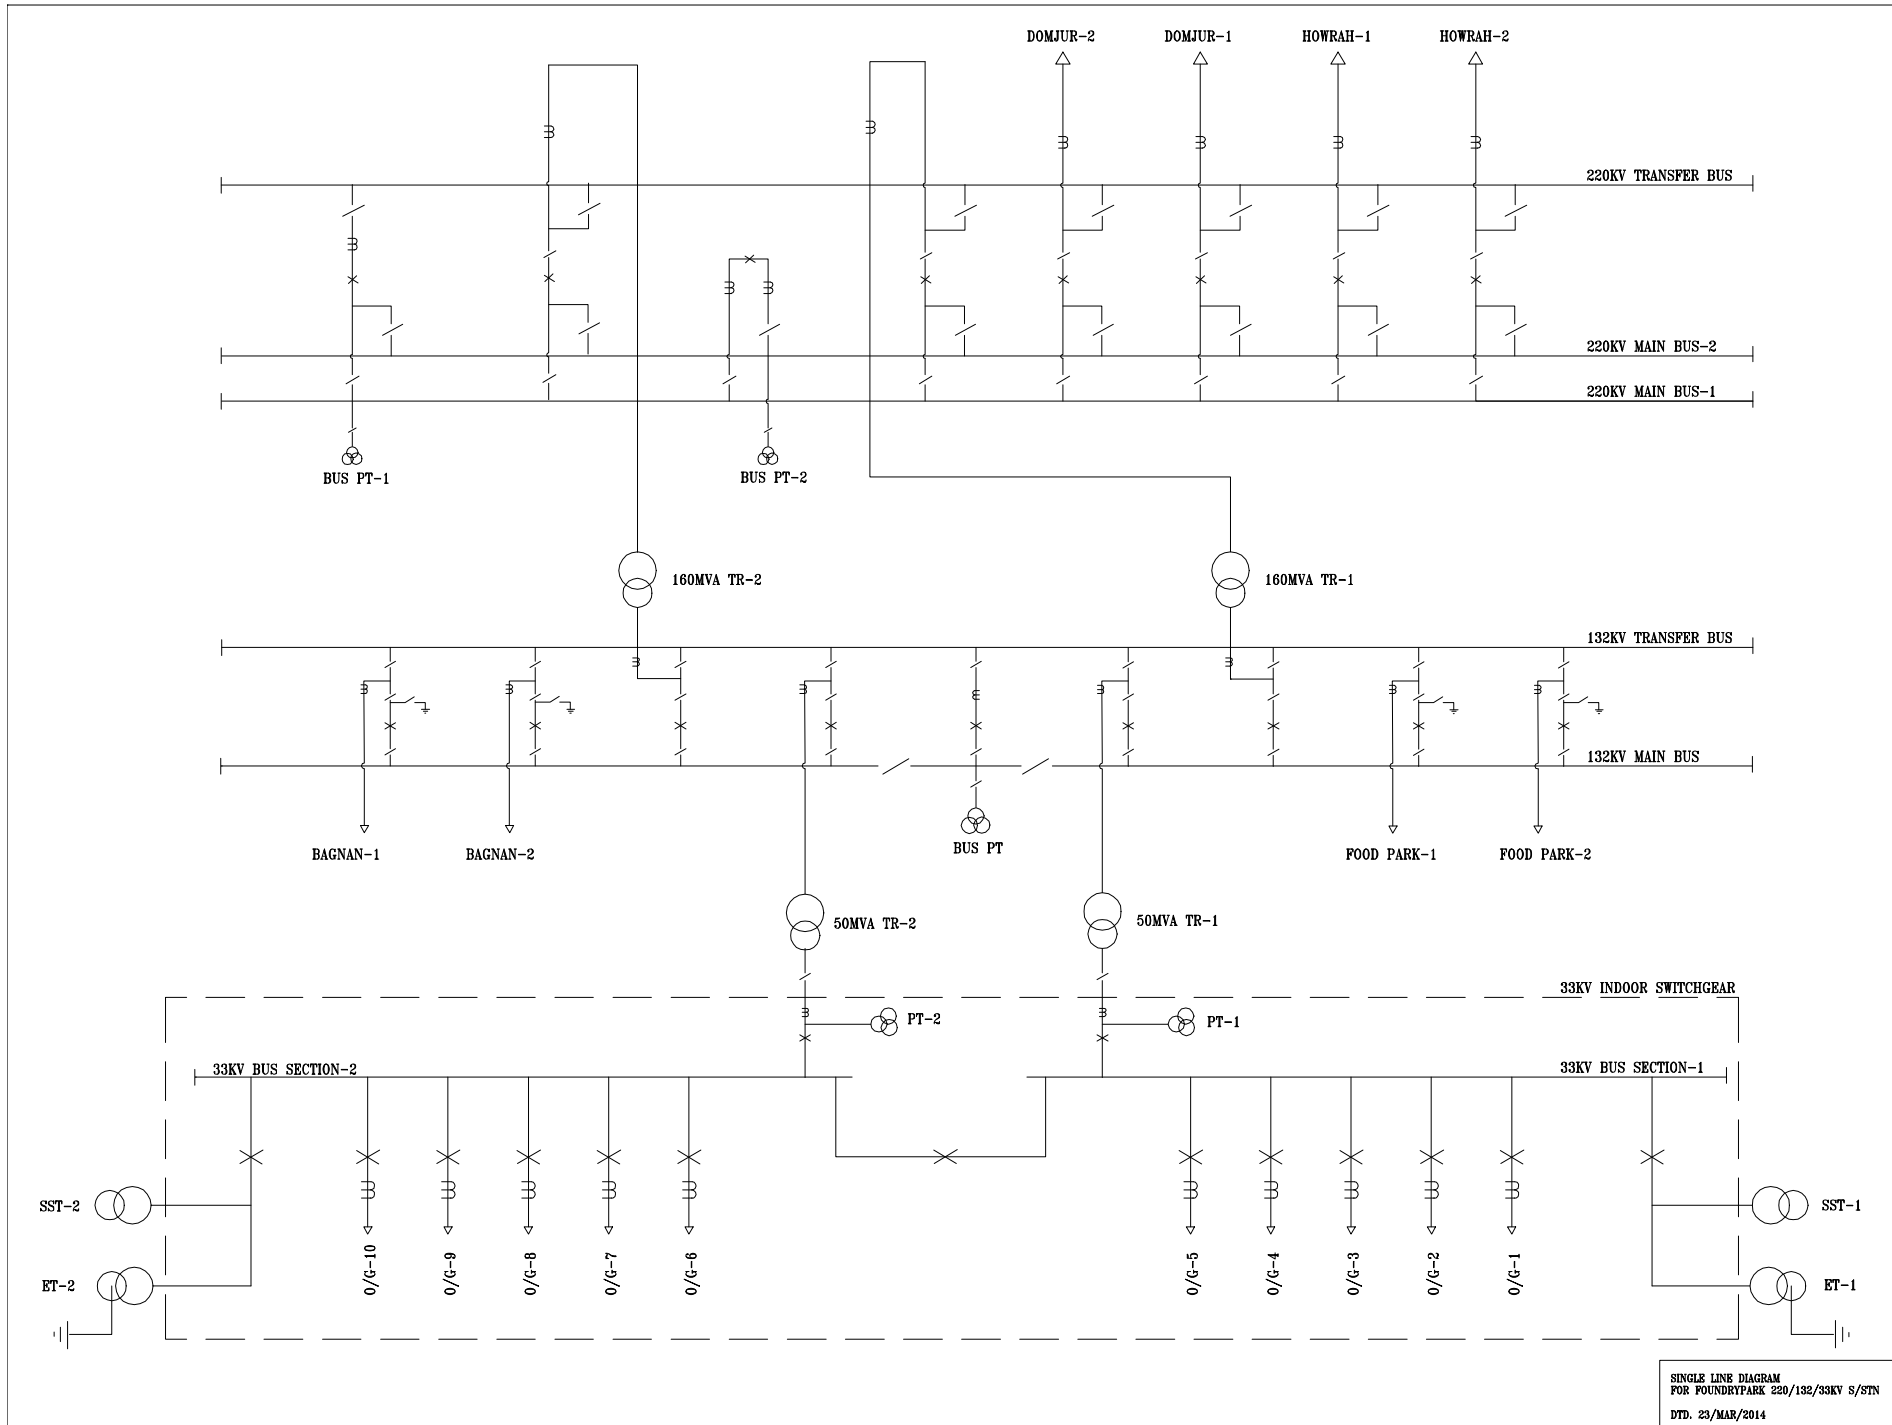 DOMJUR-2
DOMJUR-1
HOWRAH-1
HOWRAH-2
220KV TRANSFER BUS
220KV MAIN BUS-2
220KV MAIN BUS-1
BUS PT-1
BUS PT-2
160MVA TR-2
160MVA TR-1
132KV TRANSFER BUS
132KV MAIN BUS
BAGNAN-1
BAGNAN-2
BUS PT
FOOD PARK-1
FOOD PARK-2
50MVA TR-2
50MVA TR-1
33KV INDOOR SWITCHGEAR
PT-2
PT-1
33KV BUS SECTION-2
33KV BUS SECTION-1
SST-2
SST-1
O/G-10
O/G-9
O/G-8
O/G-7
O/G-6
O/G-5
O/G-4
O/G-3
O/G-2
O/G-1
ET-2
ET-1
SINGLE LINE DIAGRAM
FOR FOUNDRYPARK 220/132/33KV S/STN
DTD. 23/MAR/2014